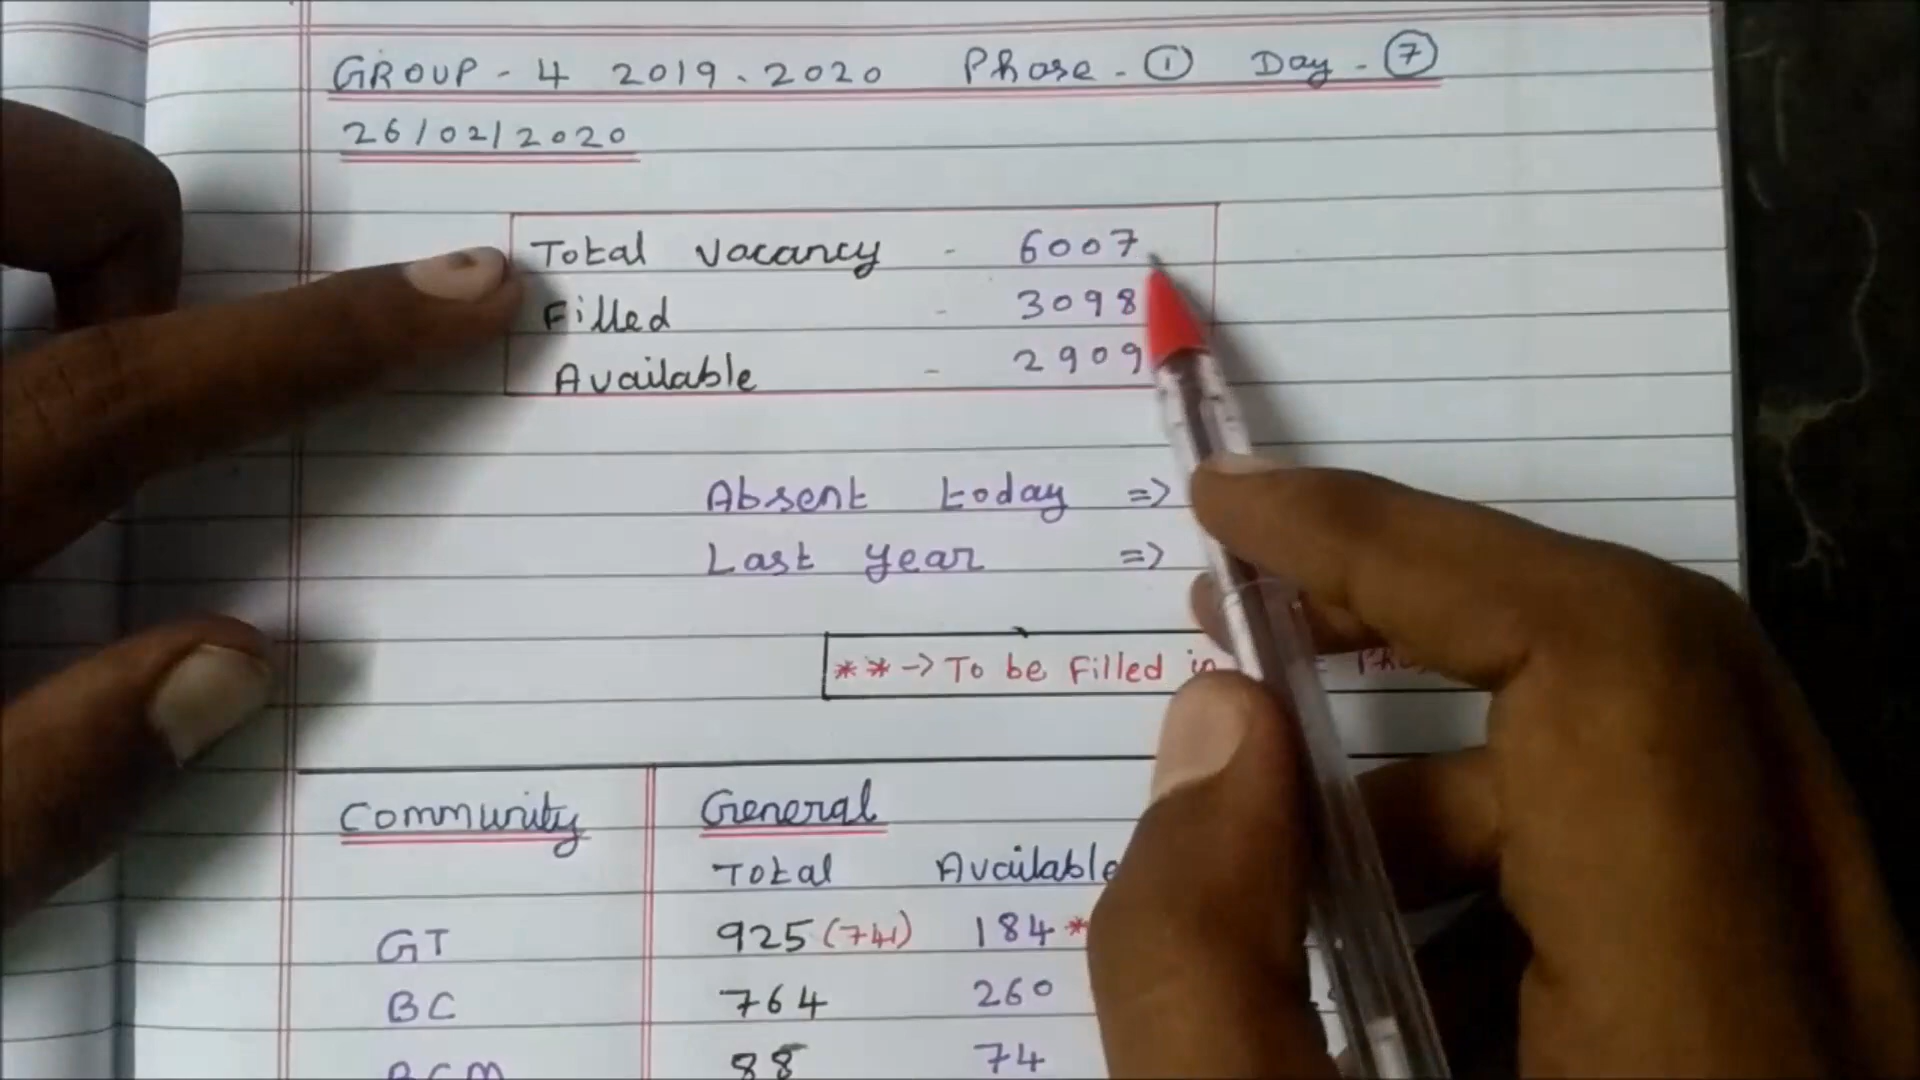 GROUP - 4 2019-2020 Phase - 1 Day - 7
26/02/2020
Total vacancy - 6007
Filled - 3098
Available - 2909
Absent today =>
Last year =>
** -> To be Filled in
Community General
Total Available
GT 925 (741) 184 *
BC 764 260
BCM 88 74